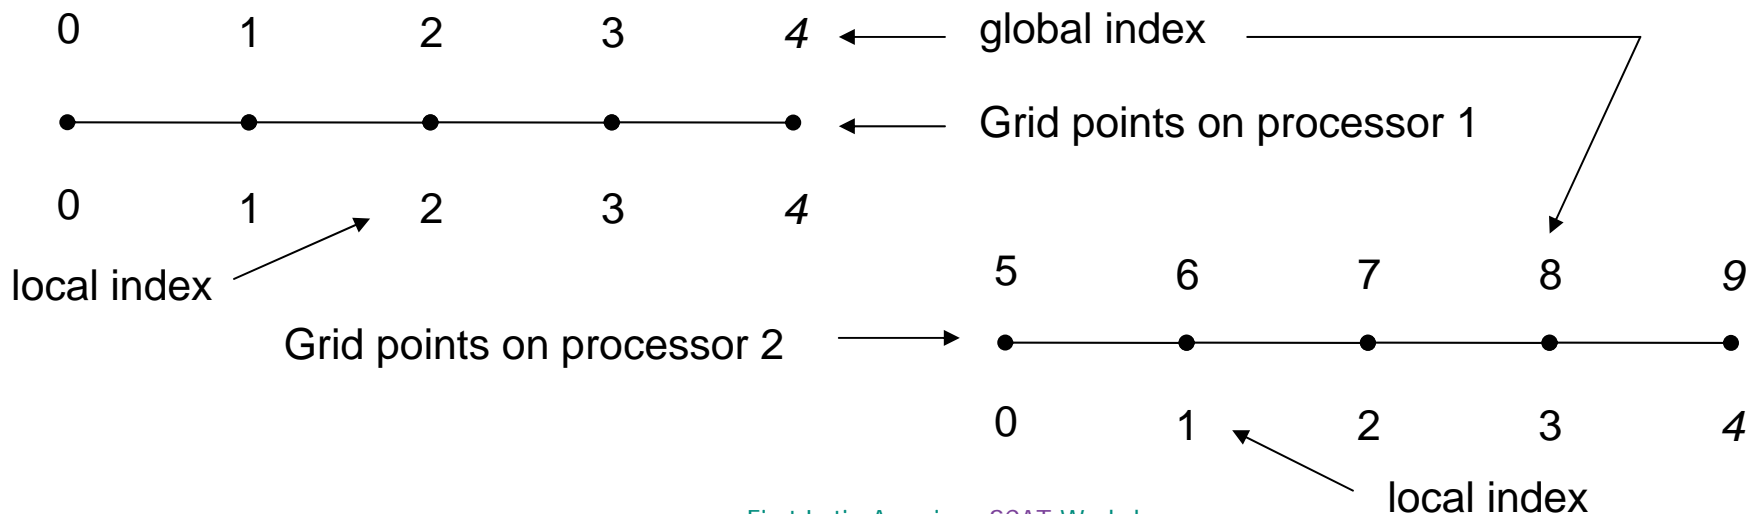 0 1 2 3 4 global index
Grid points on processor 1
0 1 2 3 4
local index
5 6 7 8 9
Grid points on processor 2
0 1 2 3 4
local index